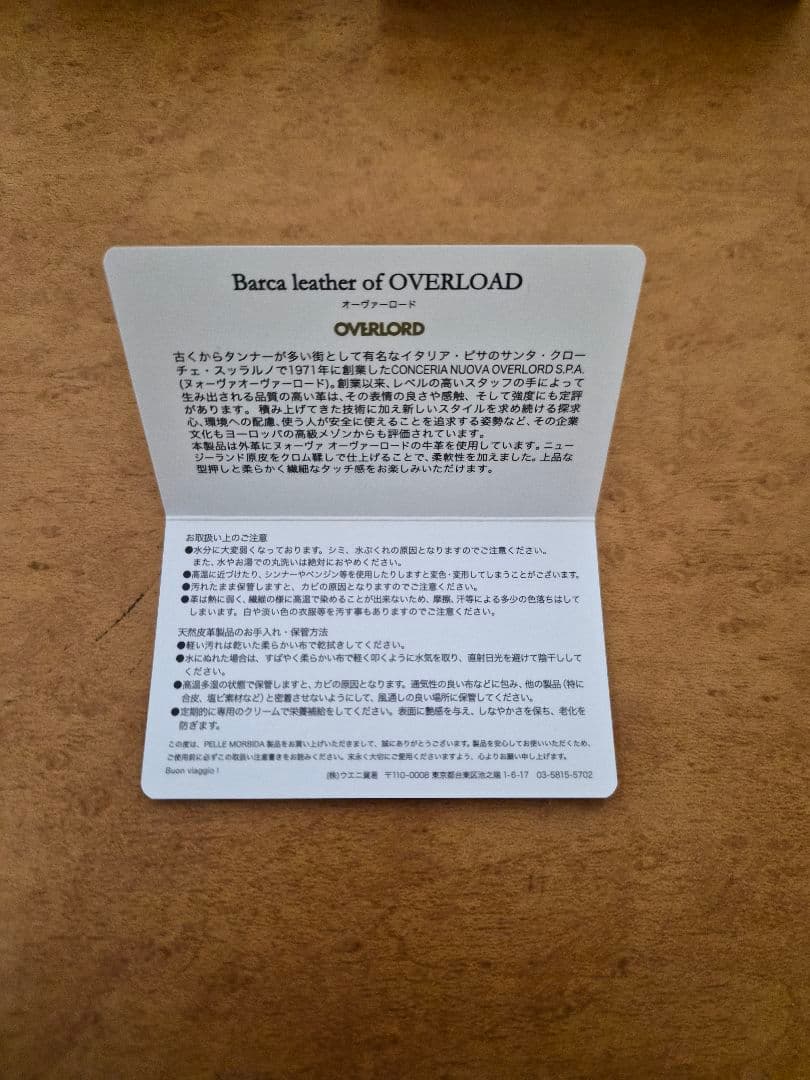 Barca leather of OVERLOAD
オーヴァーロード
OVERLORD
古くからタンナーが多い街として有名なイタリア・ピサのサンタ・クロー
チェ・スッラルノで1971年に創業したCONCERIA NUOVA OVERLORD S.P.A.
(ヌォーヴァオーヴァーロード)。創業以来、レベルの高いスタッフの手によって
生み出される品質の高い革は、その表情の良さや感触、そして強度にも定評
があります。積み上げてきた技術に加え新しいスタイルを求め続ける探求
心、環境への配慮、使う人が安全に使えることを追求する姿勢など、その企業
文化もヨーロッパの高級メゾンからも評価されています。
本製品は外革にヌォーヴァ オーヴァーロードの牛革を使用しています。ニュー
ジーランド原皮をクロム鞣しで仕上げることで、柔軟性を加えました。上品な
型押しと柔らかく繊細なタッチ感をお楽しみいただけます。
お取扱い上のご注意
●水分に大変弱くなっております。シミ、水ぶくれの原因となりますのでご注意ください。
また、水やお湯での丸洗いは絶対におやめください。
●高温に近づけたり、シンナーやベンジン等を使用したりしますと変色・変形してしまうことがございます。
●汚れたまま保管しますと、カビの原因となりますのでご注意ください。
●革は熱に弱く、繊維の様に高温で染めることが出来ないため、摩擦、汗等による多少の色落ちはして
しまいます。白や淡い色の衣服等を汚す事もありますのでご注意ください。
天然皮革製品のお手入れ・保管方法
●軽い汚れは乾いた柔らかい布で乾拭きしてください。
●水にぬれた場合は、すばやく柔らかい布で軽く叩くように水気を取り、直射日光を避けて陰干しして
ください。
●高温多湿の状態で保管しますと、カビの原因となります。通気性の良い布などに包み、他の製品(特に
合皮、塩ビ素材など)と密着させないようにして、風通しの良い場所に保管してください。
●定期的に専用のクリームで栄養補給をしてください。表面に艶感を与え、しなやかさを保ち、老化を
防ぎます。
この度は、PELLE MORBIDA 製品をお買い上げいただきまして、誠にありがとうございます。製品を安心してお使いいただくため、
ご使用前に必ずこの取扱い注意書きをお読みください。末永く大切にご愛用くださいますよう、心よりお願い申し上げます。
Buon viaggio! (株)ウエニ貿易 〒110-0008 東京都台東区池之端 1-6-17 03-5815-5702